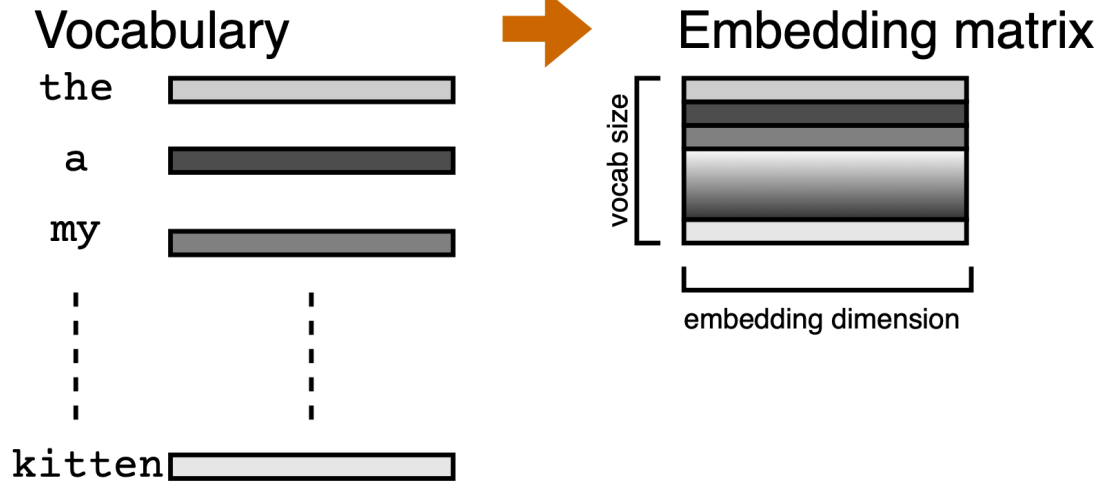 Vocabulary
the
a
my
kitten
Embedding matrix
vocab size
embedding dimension